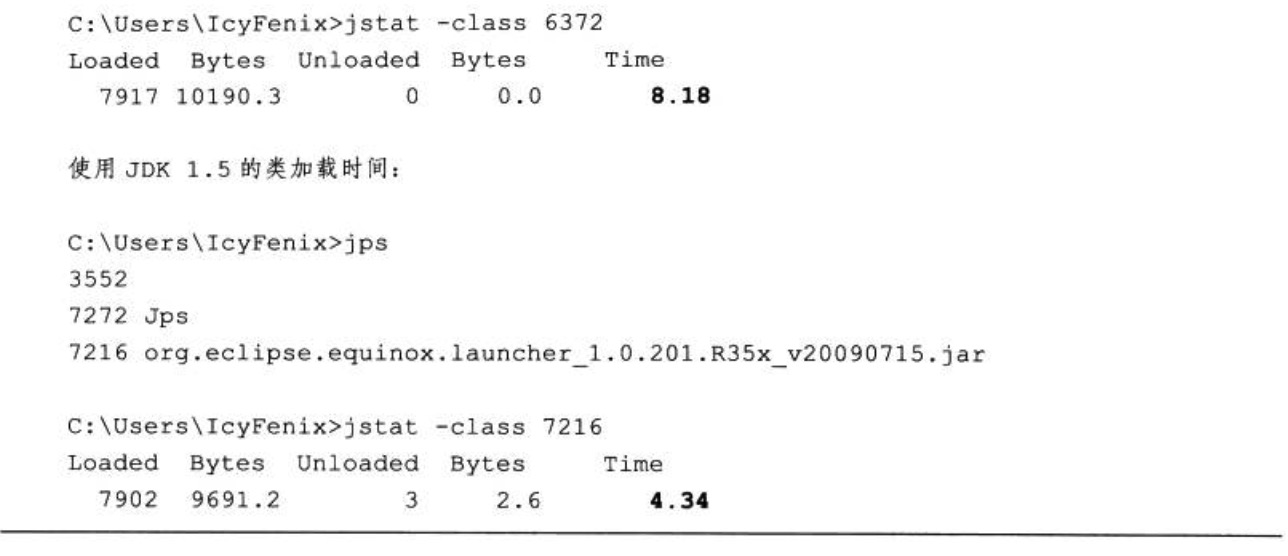 C:\Users\IcyFenix>jstat -class 6372
Loaded  Bytes  Unloaded  Bytes     Time
  7917 10190.3        0     0.0       8.18
使用 JDK 1.5 的类加载时间:
C:\Users\IcyFenix>jps
3552
7272 Jps
7216 org.eclipse.equinox.launcher_1.0.201.R35x_v20090715.jar
C:\Users\IcyFenix>jstat -class 7216
Loaded  Bytes  Unloaded  Bytes     Time
  7902  9691.2        3     2.6       4.34